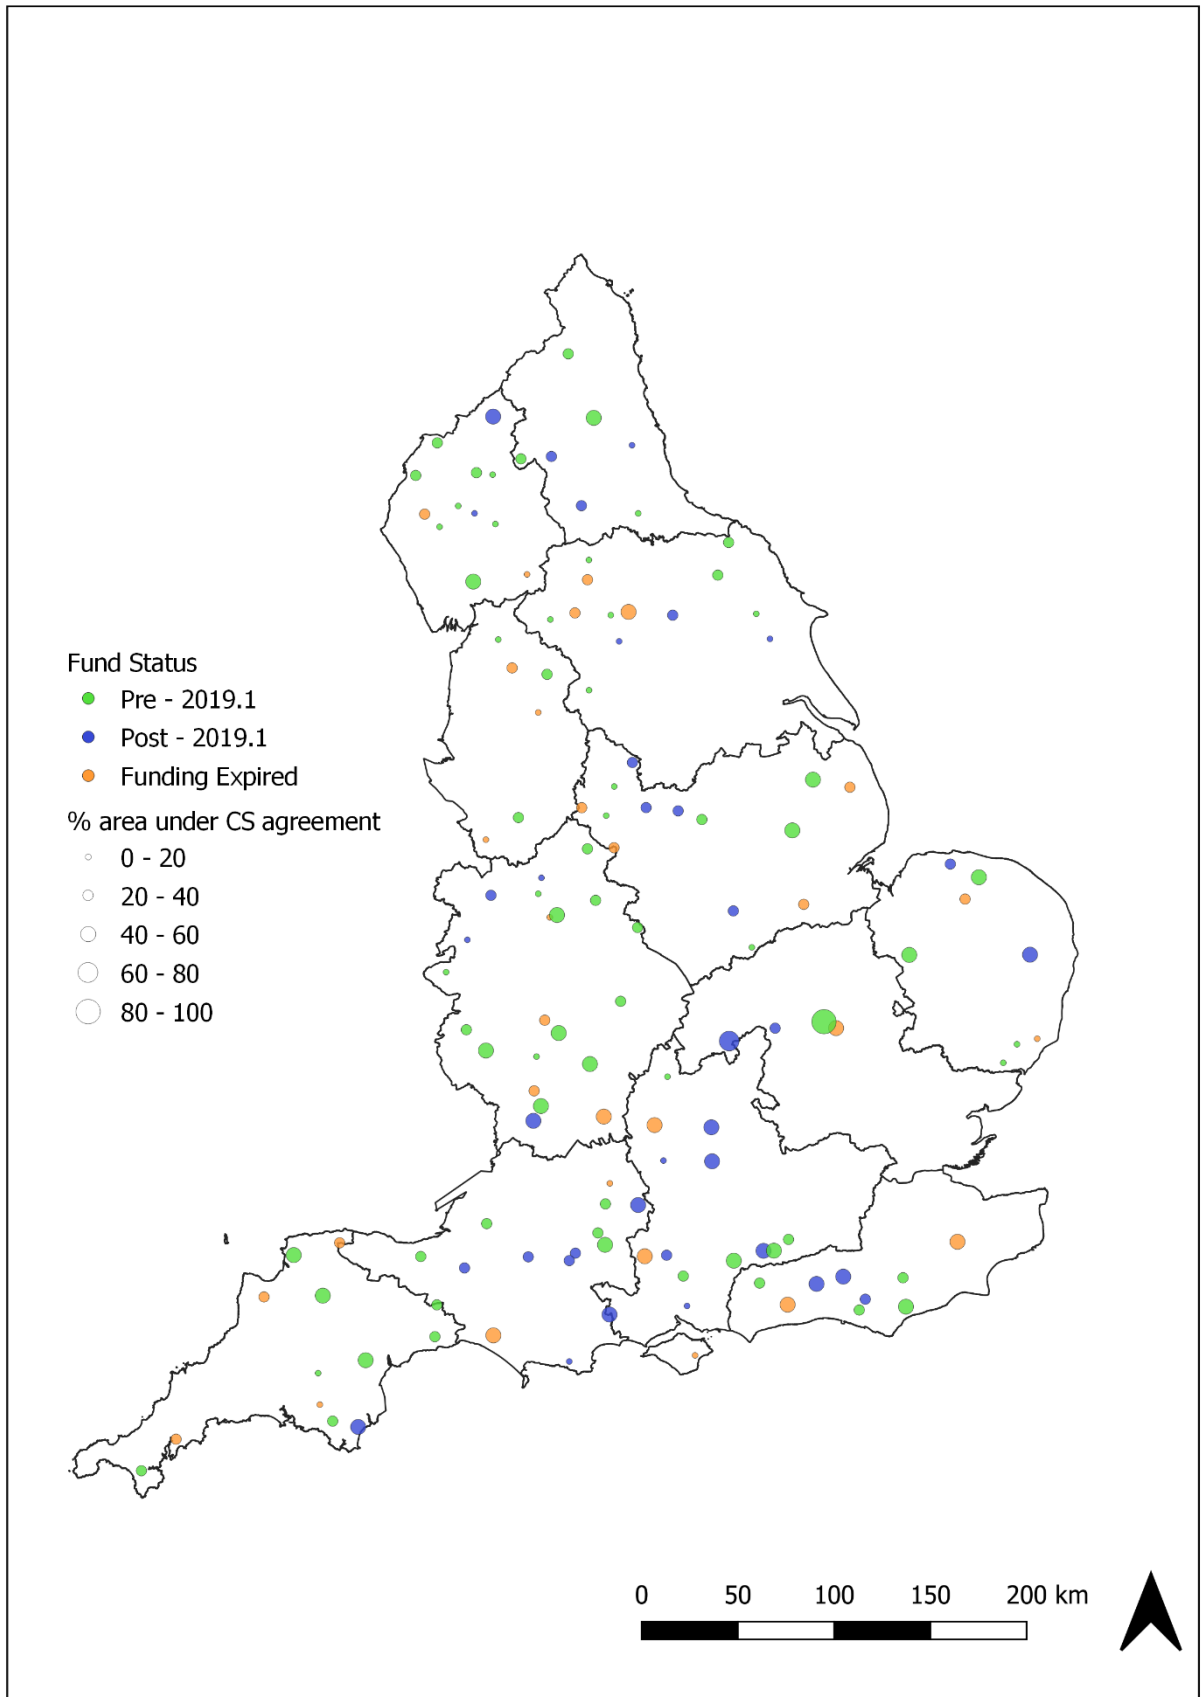 Fund Status
Pre - 2019.1
Post - 2019.1
Funding Expired
% area under CS agreement
0 - 20
20 - 40
40 - 60
60 - 80
80 - 100
0 50 100 150 200 km